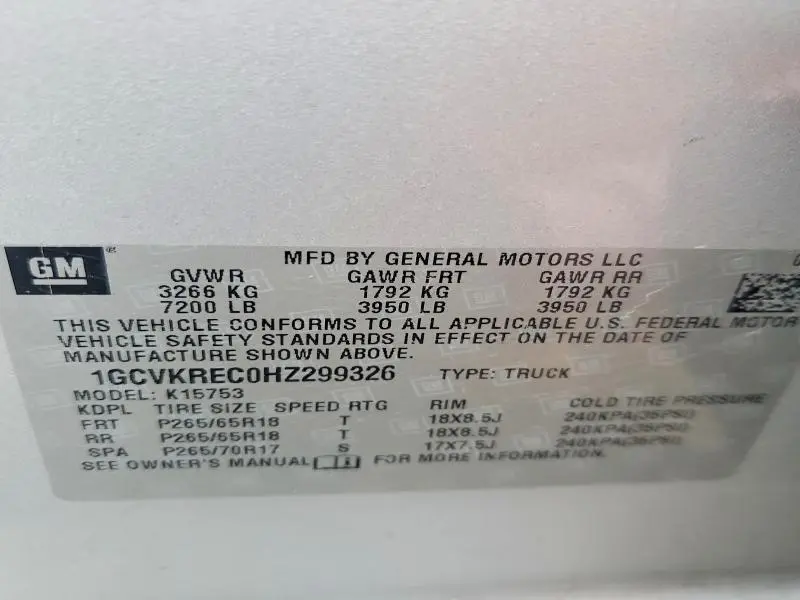 GM®
MFD BY GENERAL MOTORS LLC
GVWR GAWR FRT GAWR RR
3266 KG 1792 KG 1792 KG
7200 LB 3950 LB 3950 LB
THIS VEHICLE CONFORMS TO ALL APPLICABLE U.S. FEDERAL MOTOR
VEHICLE SAFETY STANDARDS IN EFFECT ON THE DATE OF
MANUFACTURE SHOWN ABOVE.
1GCVKREC0HZ299326 TYPE: TRUCK
MODEL: K15753
KDPL TIRE SIZE SPEED RTG RIM COLD TIRE PRESSURE
FRT P265/65R18 T 18X8.5J 240KPA(35PSI)
RR P265/65R18 T 18X8.5J 240KPA(35PSI)
SPA P265/70R17 S 17X7.5J 240KPA(35PSI)
SEE OWNER'S MANUAL FOR MORE INFORMATION.